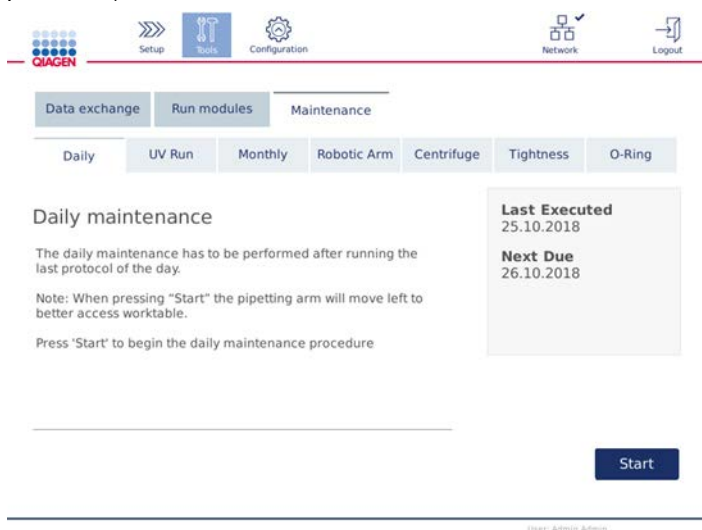 QIAGEN
Setup
Tools
Configuration
Network
Logout
Data exchange
Run modules
Maintenance
Daily
UV Run
Monthly
Robotic Arm
Centrifuge
Tightness
O-Ring
Daily maintenance
The daily maintenance has to be performed after running the
last protocol of the day.
Note: When pressing “Start” the pipetting arm will move left to
better access worktable.
Press 'Start' to begin the daily maintenance procedure
Last Executed
25.10.2018
Next Due
26.10.2018
Start
User: Admin Admin